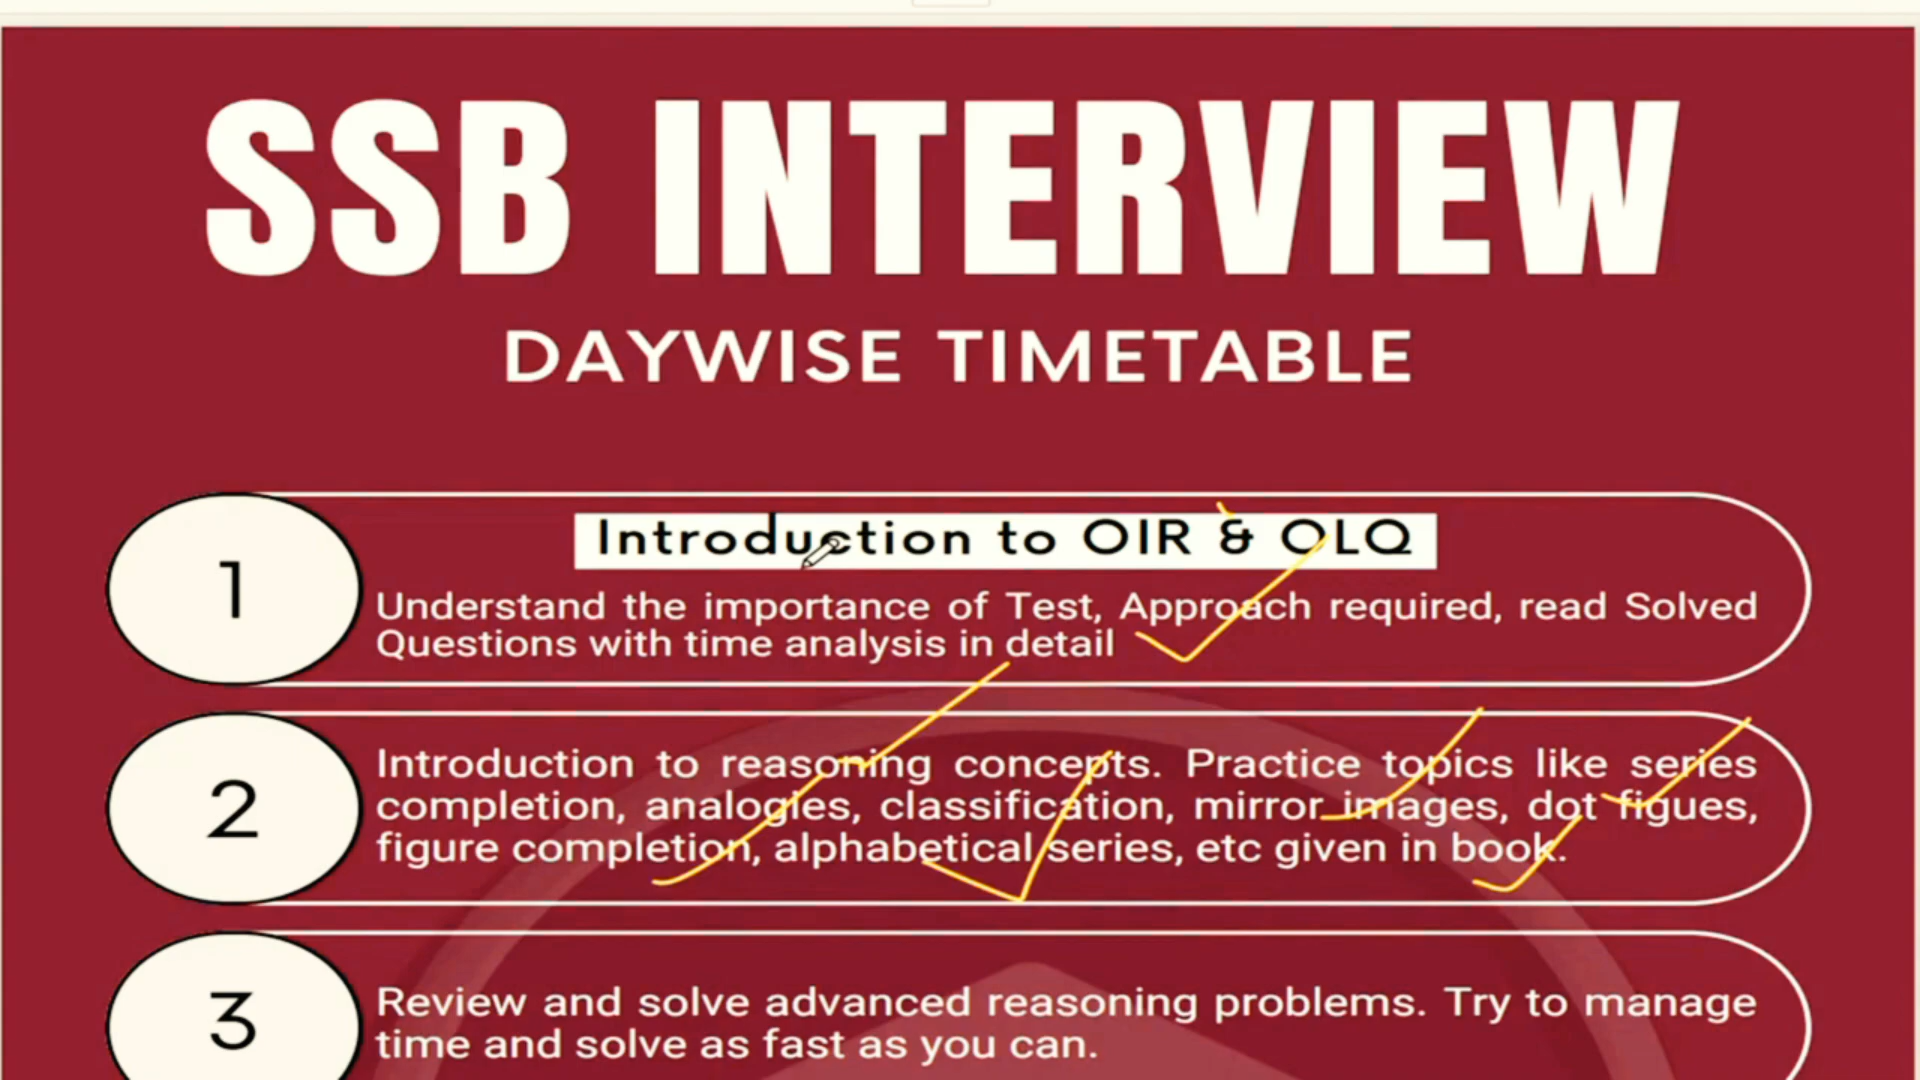 SSB INTERVIEW
DAYWISE TIMETABLE
1
Introduction to OIR & OLQ
Understand the importance of Test, Approach required, read Solved
Questions with time analysis in detail
2
Introduction to reasoning concepts. Practice topics like series
completion, analogies, classification, mirror images, dot figues,
figure completion, alphabetical series, etc given in book.
3
Review and solve advanced reasoning problems. Try to manage
time and solve as fast as you can.